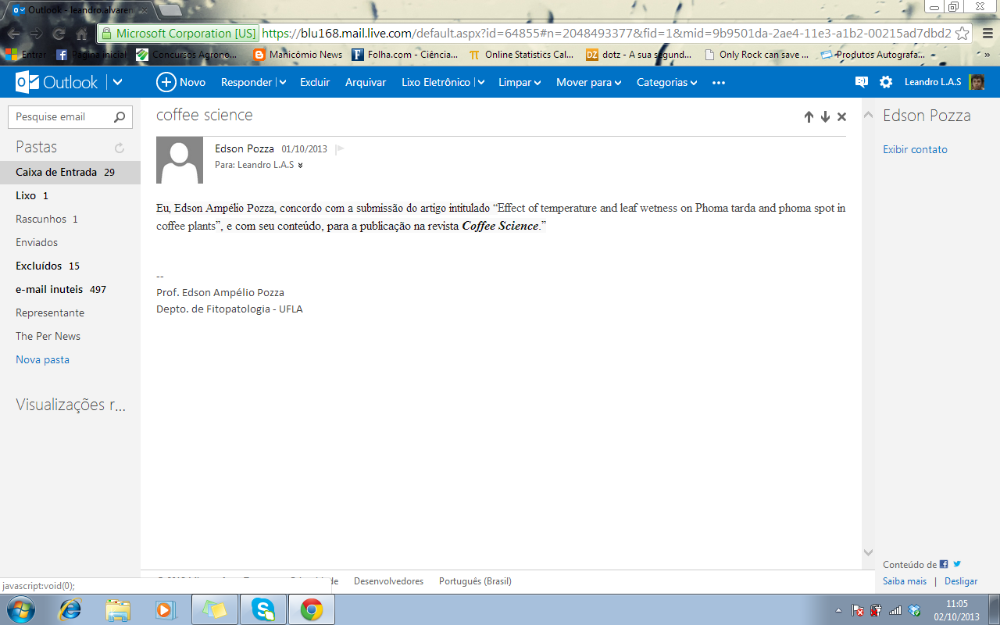 Outlook - leandro.alvaren
Microsoft Corporation [US] https://blu168.mail.live.com/default.aspx?id=64855#n=2048493377&fid=1&mid=9b9501da-2ae4-11e3-a1b2-00215ad7dbd2
Entrar Página inicial Concursos Agrono... Manicômio News Folha.com - Ciência... Online Statistics Cal... dotz - A sua segund... Only Rock can save ... Produtos Autografa... »
Outlook Novo Responder Excluir Arquivar Lixo Eletrônico Limpar Mover para Categorias ••• Leandro L.A.S
Pesquise email
Pastas
Caixa de Entrada 29
Lixo 1
Rascunhos 1
Enviados
Excluídos 15
e-mail inuteis 497
Representante
The Per News
Nova pasta
Visualizações r...
coffee science
Edson Pozza 01/10/2013
Para: Leandro L.A.S
Eu, Edson Ampélio Pozza, concordo com a submissão do artigo intitulado “Effect of temperature and leaf wetness on Phoma tarda and phoma spot in
coffee plants”, e com seu conteúdo, para a publicação na revista Coffee Science.”
--
Prof. Edson Ampélio Pozza
Depto. de Fitopatologia - UFLA
Edson Pozza
Exibir contato
Conteúdo de
Saiba mais | Desligar
Desenvolvedores Português (Brasil)
javascript:void(0);
11:05
02/10/2013